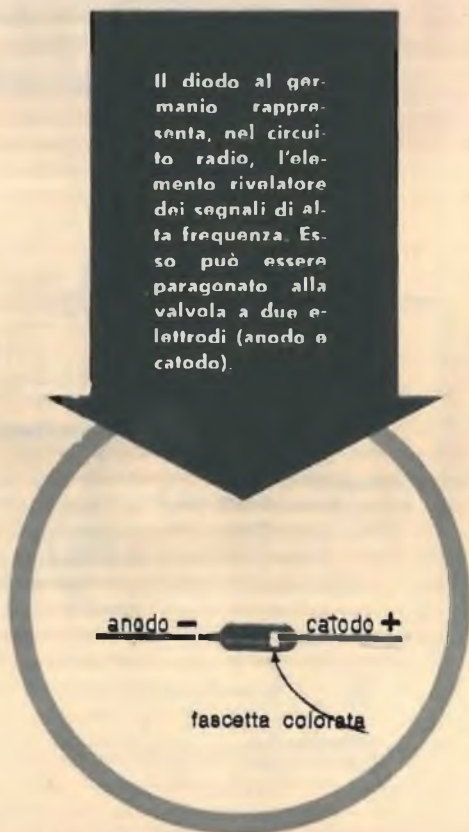 Il diodo al ger-
manio rappre-
senta, nel circui-
to radio, l'ele-
mento rivelatore
dei segnali di al-
ta frequenza. Es-
so può essere
paragonato alla
valvola a due e-
lettrodi (anodo e
catodo).
anodo − catodo +
fascetta colorata